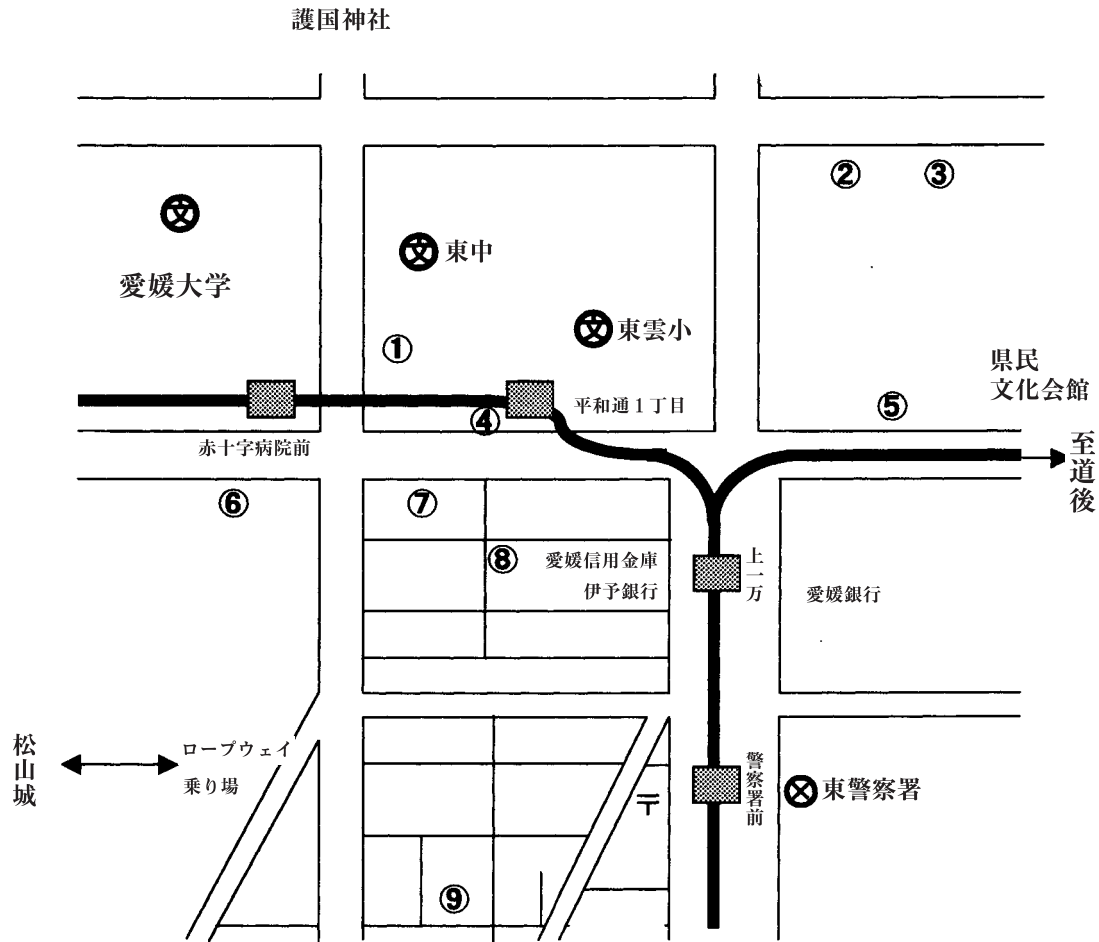 護国神社
②
③
文
愛媛大学
文
東中
文
東雲小
①
県民
文化会館
平和通1丁目
④
⑤
赤十字病院前
至道後
⑥
⑦
⑧
愛媛信用金庫
伊予銀行
上一万
愛媛銀行
松山城
ロープウェイ
乗り場
警察署前
東警察署
〒
⑨